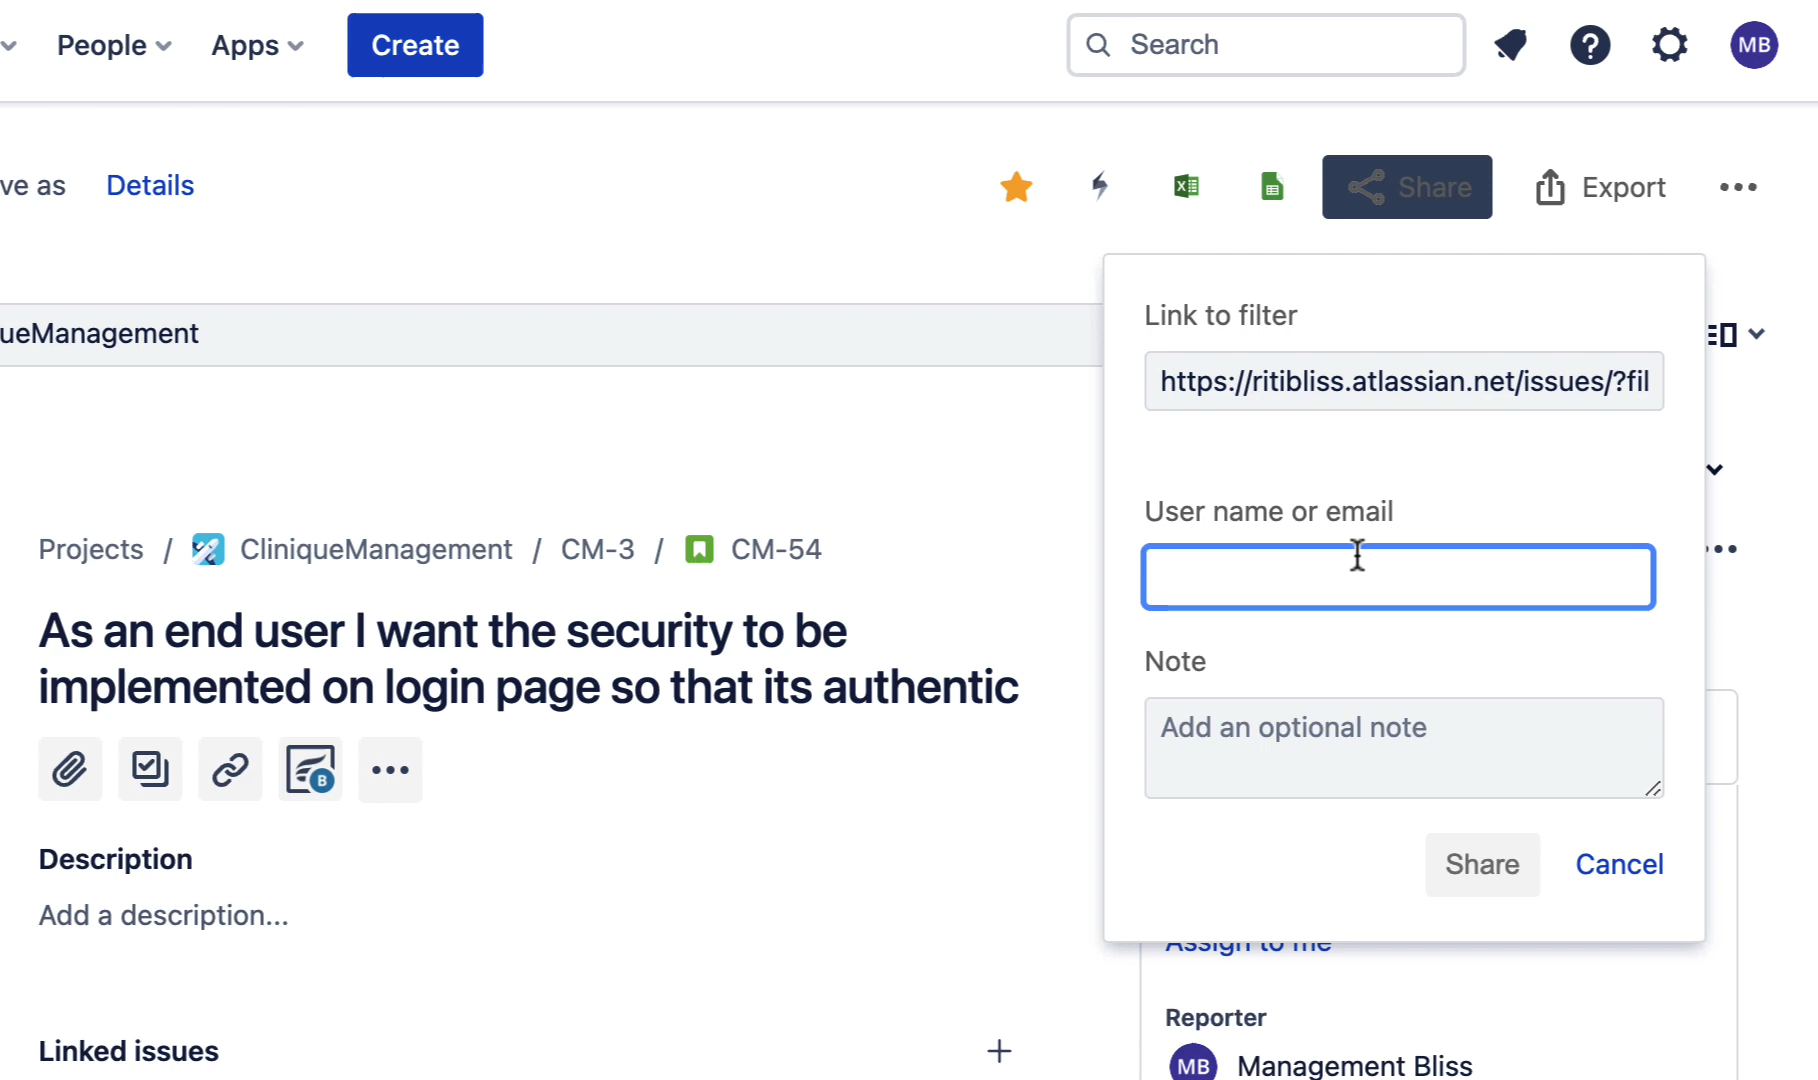 People Apps Create Search MB
ve as Details Share Export
Link to filter
ueManagement
https://ritibliss.atlassian.net/issues/?fil
User name or email
Projects / CliniqueManagement / CM-3 / CM-54
As an end user I want the security to be
implemented on login page so that its authentic
Note
Add an optional note
B
Share Cancel
Description
Add a description...
Assign to me
Reporter
Linked issues
MB Management Bliss